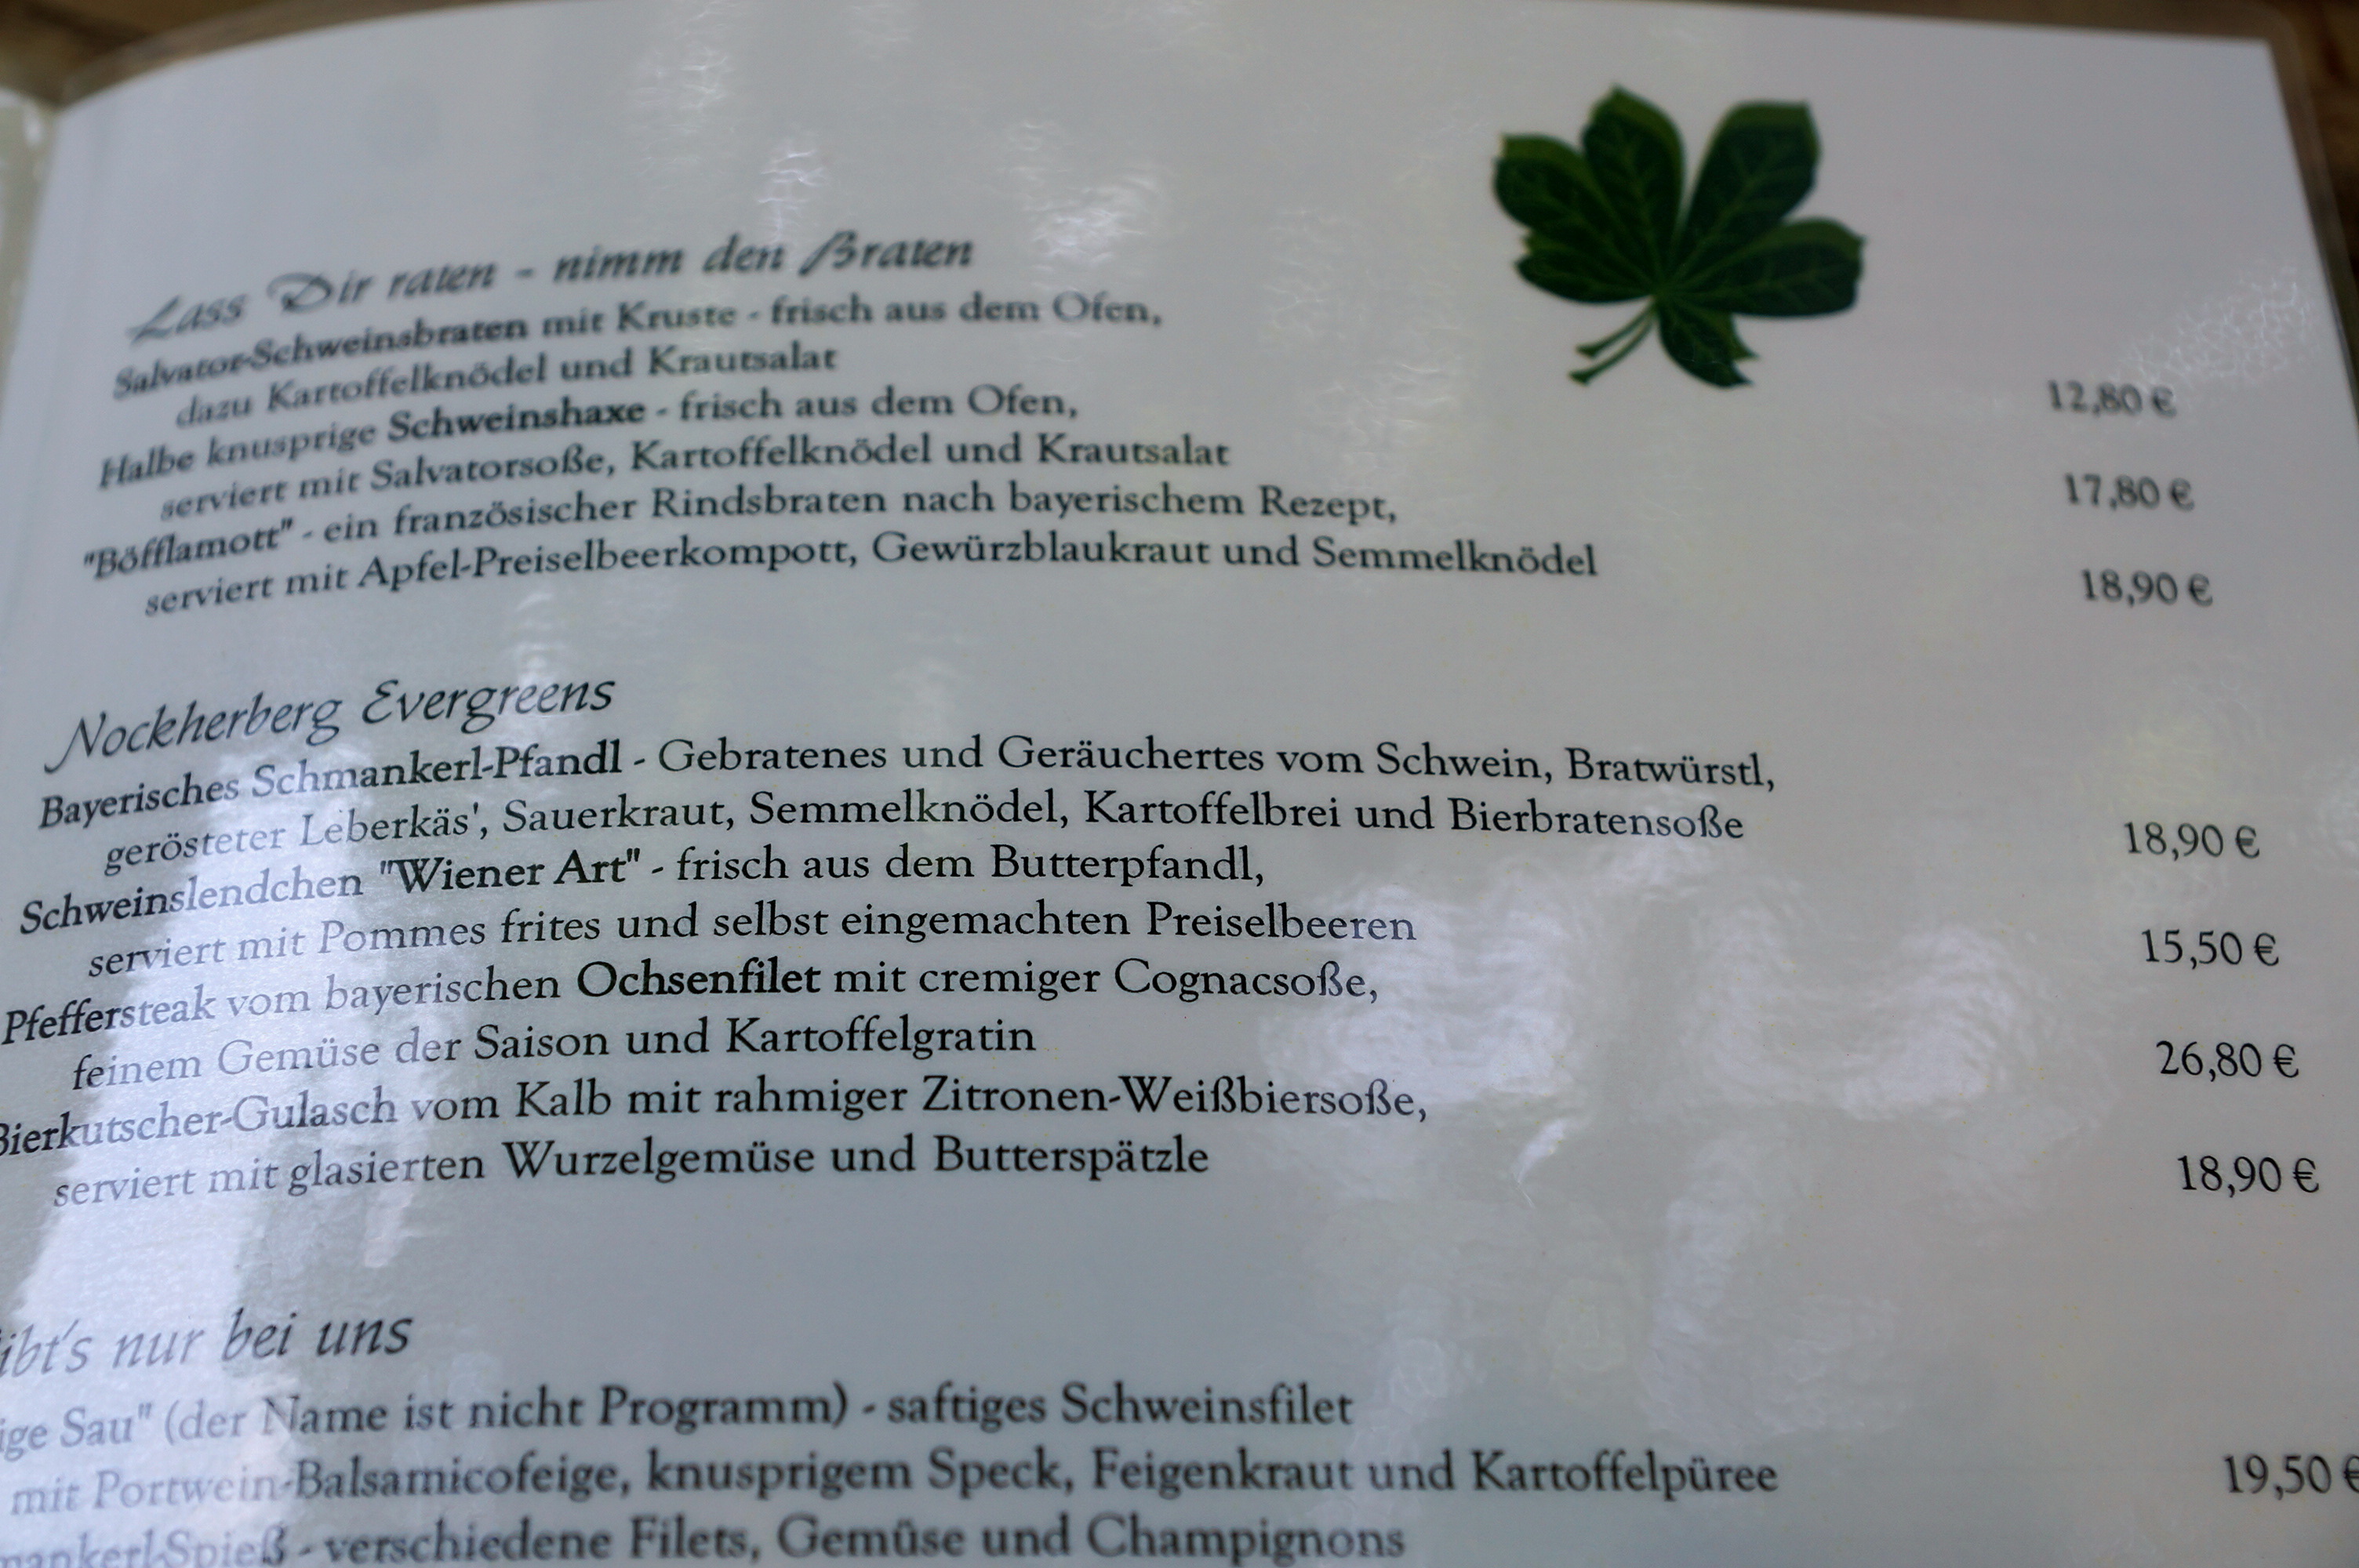 Lass Dir raten - nimm den Braten
Salvator-Schweinsbraten mit Kruste - frisch aus dem Ofen,
dazu Kartoffelknödel und Krautsalat 12,80 €
Halbe knusprige Schweinshaxe - frisch aus dem Ofen,
serviert mit Salvatorsoße, Kartoffelknödel und Krautsalat 17,80 €
"Böfflamott" - ein französischer Rindsbraten nach bayerischem Rezept,
serviert mit Apfel-Preiselbeerkompott, Gewürzblaukraut und Semmelknödel 18,90 €
Nockherberg Evergreens
Bayerisches Schmankerl-Pfandl - Gebratenes und Geräuchertes vom Schwein, Bratwürstl,
gerösteter Leberkäs', Sauerkraut, Semmelknödel, Kartoffelbrei und Bierbratensoße 18,90 €
Schweinslendchen "Wiener Art" - frisch aus dem Butterpfandl,
serviert mit Pommes frites und selbst eingemachten Preiselbeeren 15,50 €
Pfeffersteak vom bayerischen Ochsenfilet mit cremiger Cognacsoße,
feinem Gemüse der Saison und Kartoffelgratin 26,80 €
Bierkutscher-Gulasch vom Kalb mit rahmiger Zitronen-Weißbiersoße,
serviert mit glasierten Wurzelgemüse und Butterspätzle 18,90 €
ibt's nur bei uns
ige Sau" (der Name ist nicht Programm) - saftiges Schweinsfilet
mit Portwein-Balsamicofeige, knusprigem Speck, Feigenkraut und Kartoffelpüree 19,50 €
mankerl-Spieß - verschiedene Filets, Gemüse und Champignons